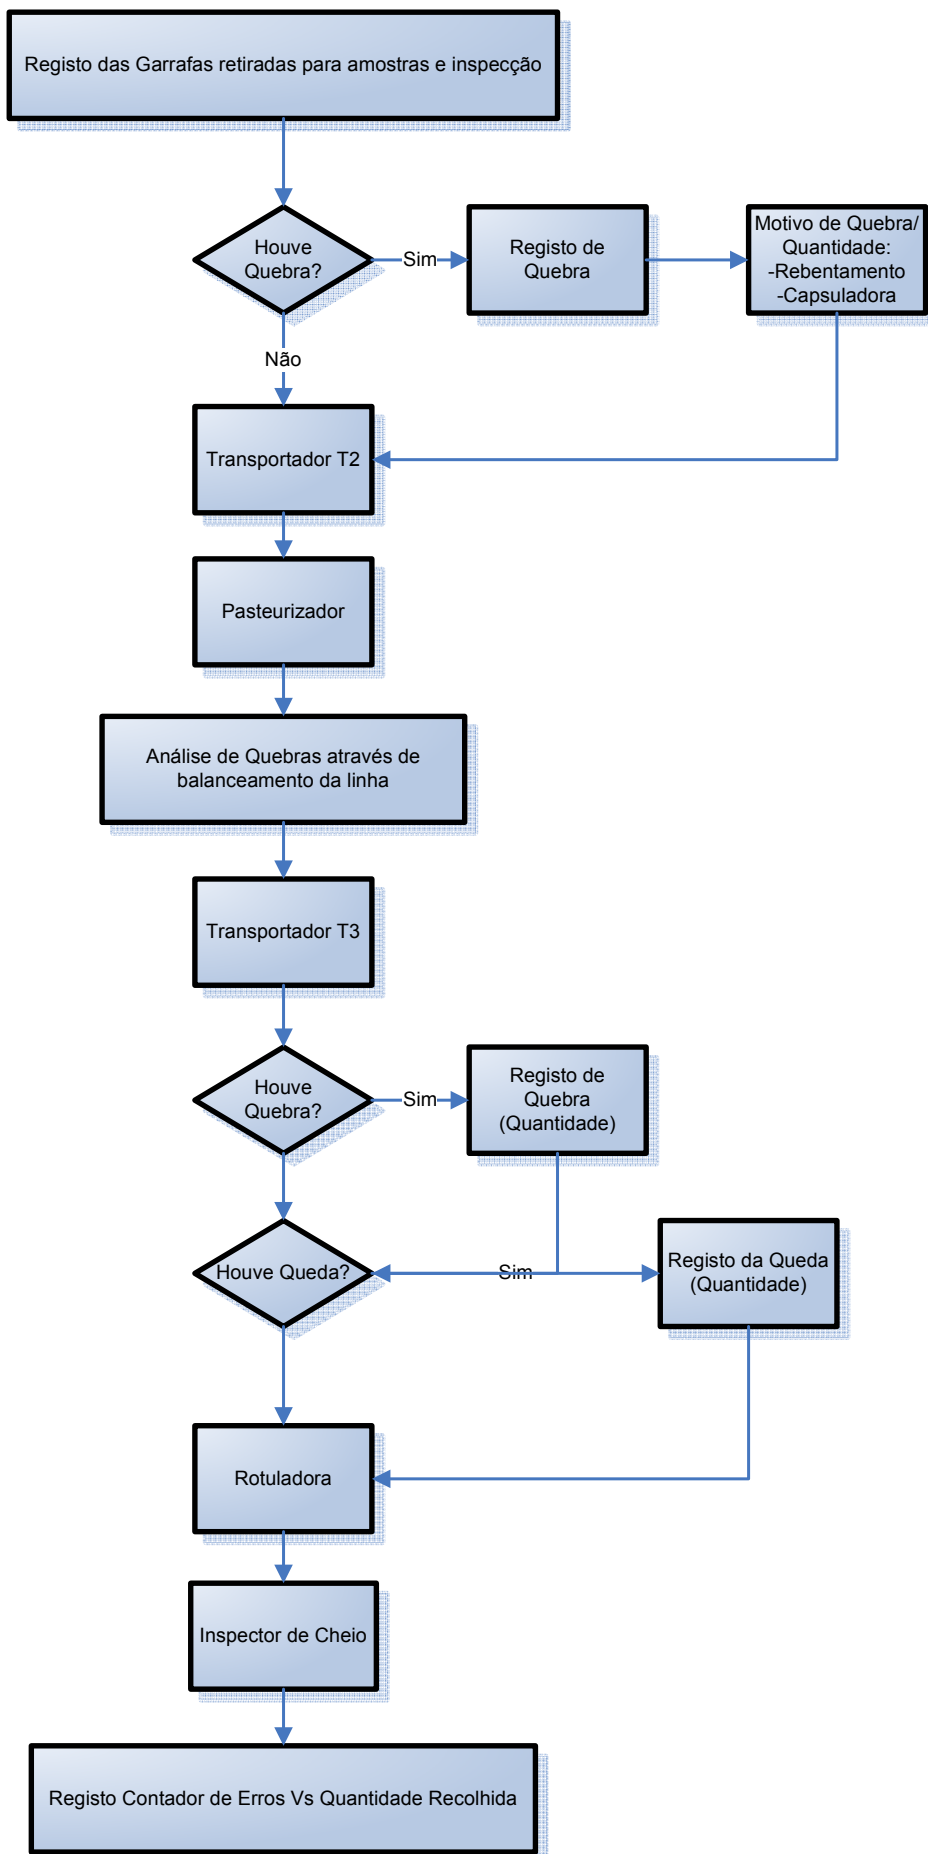 Registo das Garrafas retiradas para amostras e inspecção
Houve
Quebra?
Sim
Registo de
Quebra
Motivo de Quebra/
Quantidade:
-Rebentamento
-Capsuladora
Não
Transportador T2
Pasteurizador
Análise de Quebras através de
balanceamento da linha
Transportador T3
Houve
Quebra?
Sim
Registo de
Quebra
(Quantidade)
Houve Queda?
Sim
Registo da Queda
(Quantidade)
Rotuladora
Inspector de Cheio
Registo Contador de Erros Vs Quantidade Recolhida